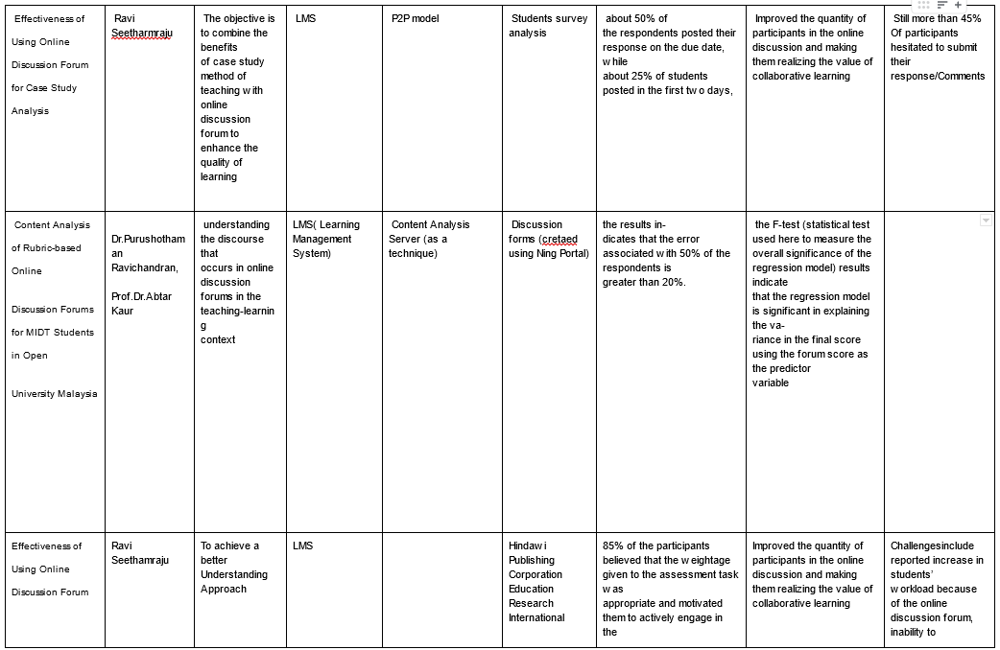 Effectiveness of
Using Online
Discussion Forum
for Case Study
Analysis
Ravi
Seetharmraju
The objective is
to combine the
benefits
of case study
method of
teaching with
online
discussion
forum to
enhance the
quality of
learning
LMS
P2P model
Students survey
analysis
about 50% of
the respondents posted their
response on the due date,
while
about 25% of students
posted in the first two days,
Improved the quantity of
participants in the online
discussion and making
them realizing the value of
collaborative learning
Still more than 45%
Of participants
hesitated to submit
their
response/Comments
Content Analysis
of Rubric-based
Online
Discussion Forums
for MIDT Students
in Open
University Malaysia
Dr.Purushotham
an
Ravichandran,
Prof.Dr.Abtar
Kaur
understanding
the discourse
that
occurs in online
discussion
forums in the
teaching-learnin
g
context
LMS( Learning
Management
System)
Content Analysis
Server (as a
technique)
Discussion
forms (cretaed
using Ning Portal)
the results in-
dicates that the error
associated with 50% of the
respondents is
greater than 20%.
the F-test (statistical test
used here to measure the
overall significance of the
regression model) results
indicate
that the regression model
is significant in explaining
the va-
riance in the final score
using the forum score as
the predictor
variable
Effectiveness of
Using Online
Discussion Forum
Ravi
Seethamraju
To achieve a
better
Understanding
Approach
LMS
Hindawi
Publishing
Corporation
Education
Research
International
85% of the participants
believed that the weightage
given to the assessment task
was
appropriate and motivated
them to actively engage in
the
Improved the quantity of
participants in the online
discussion and making
them realizing the value of
collaborative learning
Challengesinclude
reported increase in
students'
workload because
of the online
discussion forum,
inability to